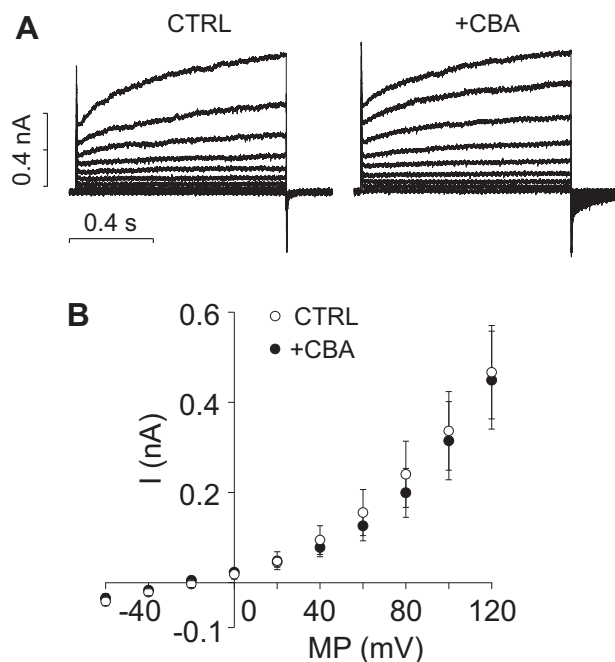 A
CTRL
+CBA
0.4 nA
0.4 s
B
CTRL
+CBA
0.6
0.4
0.2
-0.1
I (nA)
-40
0
40
80
120
MP (mV)